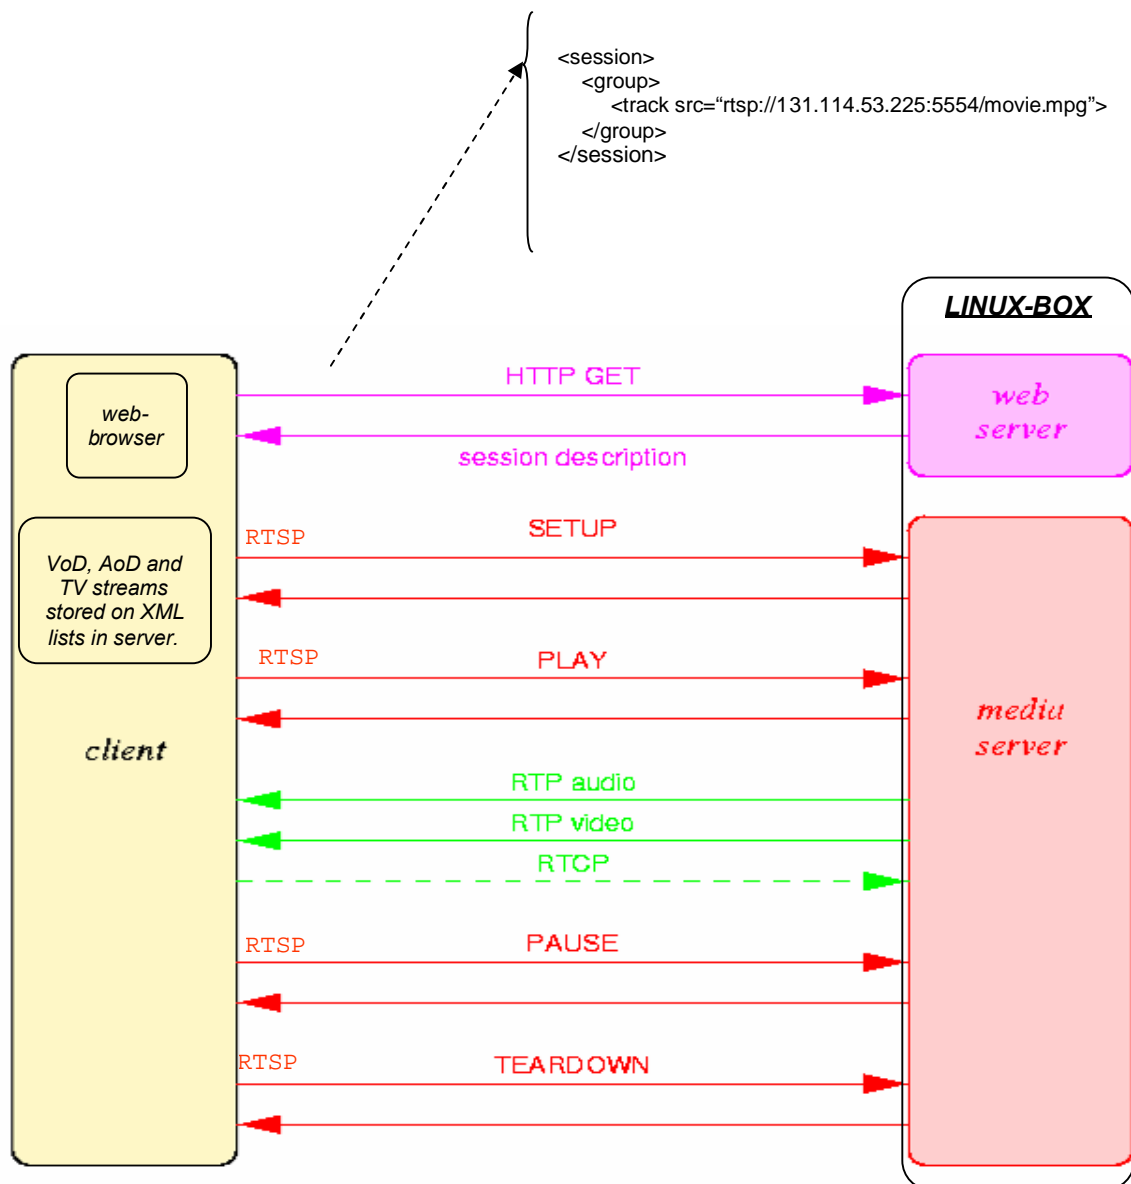 <session>
<group>
<track src=“rtsp://131.114.53.225:5554/movie.mpg”>
</group>
</session>
LINUX-BOX
web-
browser
HTTP GET
session description
web
server
VoD, AoD and
TV streams
stored on XML
lists in server.
RTSP
SETUP
RTSP
PLAY
client
media
server
RTP audio
RTP video
RTCP
RTSP
PAUSE
RTSP
TEARDOWN